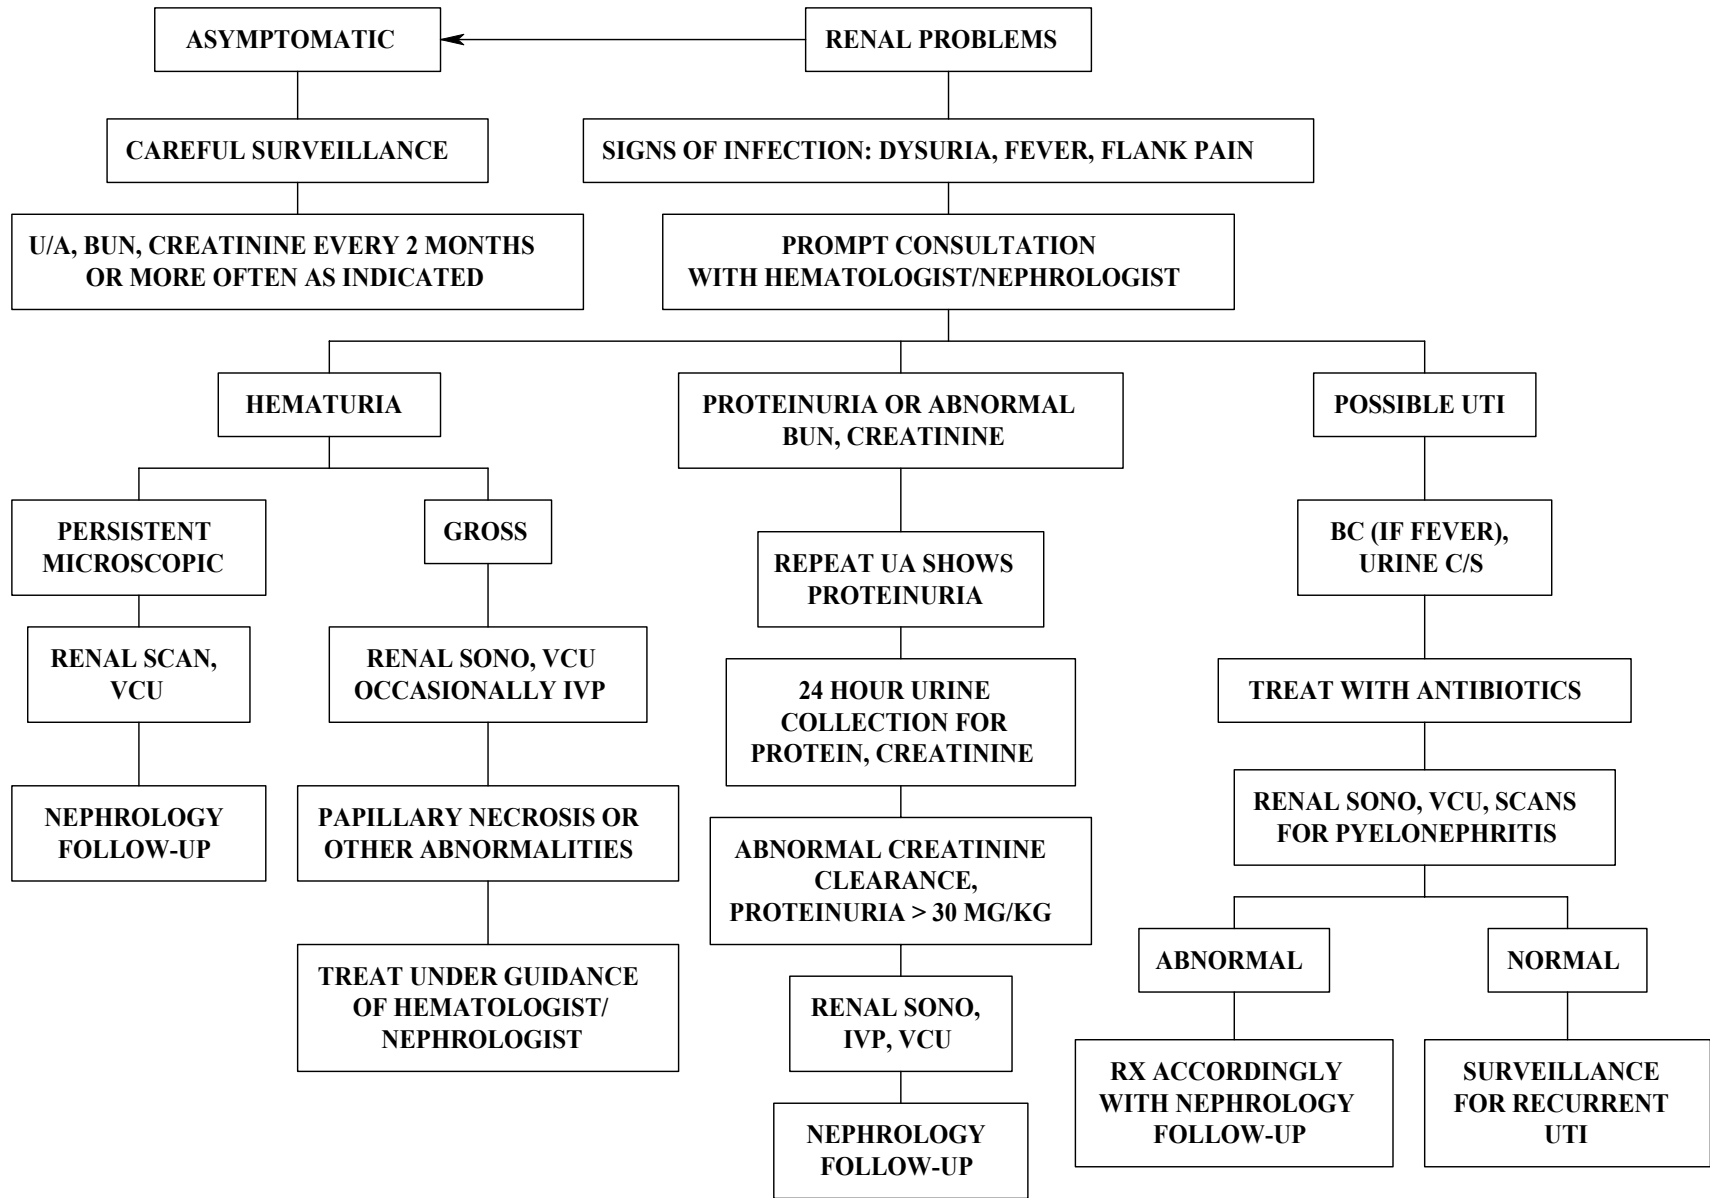 ASYMPTOMATIC
RENAL PROBLEMS
CAREFUL SURVEILLANCE
SIGNS OF INFECTION: DYSURIA, FEVER, FLANK PAIN
U/A, BUN, CREATININE EVERY 2 MONTHS
OR MORE OFTEN AS INDICATED
PROMPT CONSULTATION
WITH HEMATOLOGIST/NEPHROLOGIST
HEMATURIA
PROTEINURIA OR ABNORMAL
BUN, CREATININE
POSSIBLE UTI
PERSISTENT
MICROSCOPIC
GROSS
REPEAT UA SHOWS
PROTEINURIA
BC (IF FEVER),
URINE C/S
RENAL SCAN,
VCU
RENAL SONO, VCU
OCCASIONALLY IVP
24 HOUR URINE
COLLECTION FOR
PROTEIN, CREATININE
TREAT WITH ANTIBIOTICS
NEPHROLOGY
FOLLOW-UP
PAPILLARY NECROSIS OR
OTHER ABNORMALITIES
ABNORMAL CREATININE
CLEARANCE,
PROTEINURIA > 30 MG/KG
RENAL SONO, VCU, SCANS
FOR PYELONEPHRITIS
TREAT UNDER GUIDANCE
OF HEMATOLOGIST/
NEPHROLOGIST
RENAL SONO,
IVP, VCU
ABNORMAL
NORMAL
NEPHROLOGY
FOLLOW-UP
RX ACCORDINGLY
WITH NEPHROLOGY
FOLLOW-UP
SURVEILLANCE
FOR RECURRENT
UTI